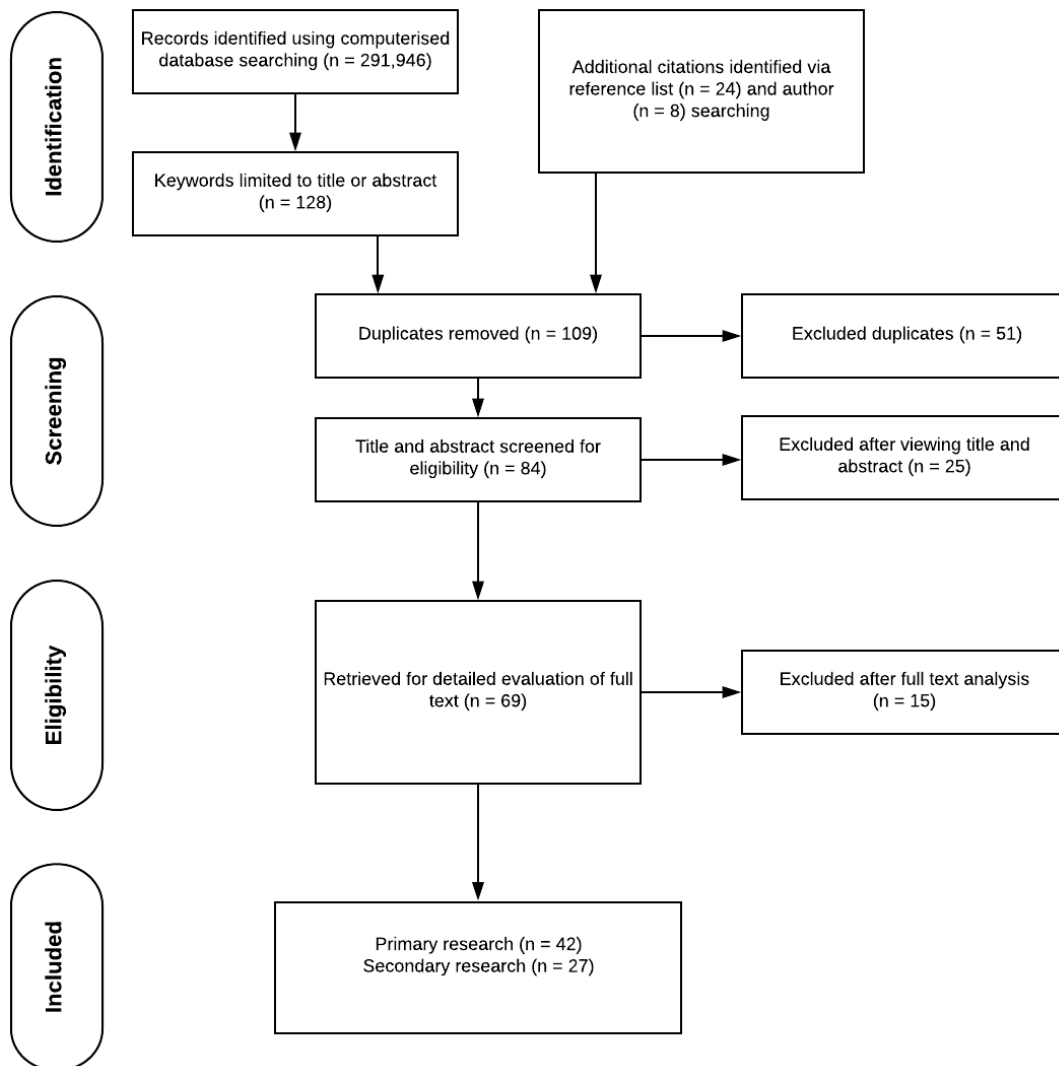 Identification
Records identified using computerised
database searching (n = 291,946)
Additional citations identified via
reference list (n = 24) and author
(n = 8) searching
Keywords limited to title or abstract
(n = 128)
Screening
Duplicates removed (n = 109)
Excluded duplicates (n = 51)
Title and abstract screened for
eligibility (n = 84)
Excluded after viewing title and
abstract (n = 25)
Eligibility
Retrieved for detailed evaluation of full
text (n = 69)
Excluded after full text analysis
(n = 15)
Included
Primary research (n = 42)
Secondary research (n = 27)